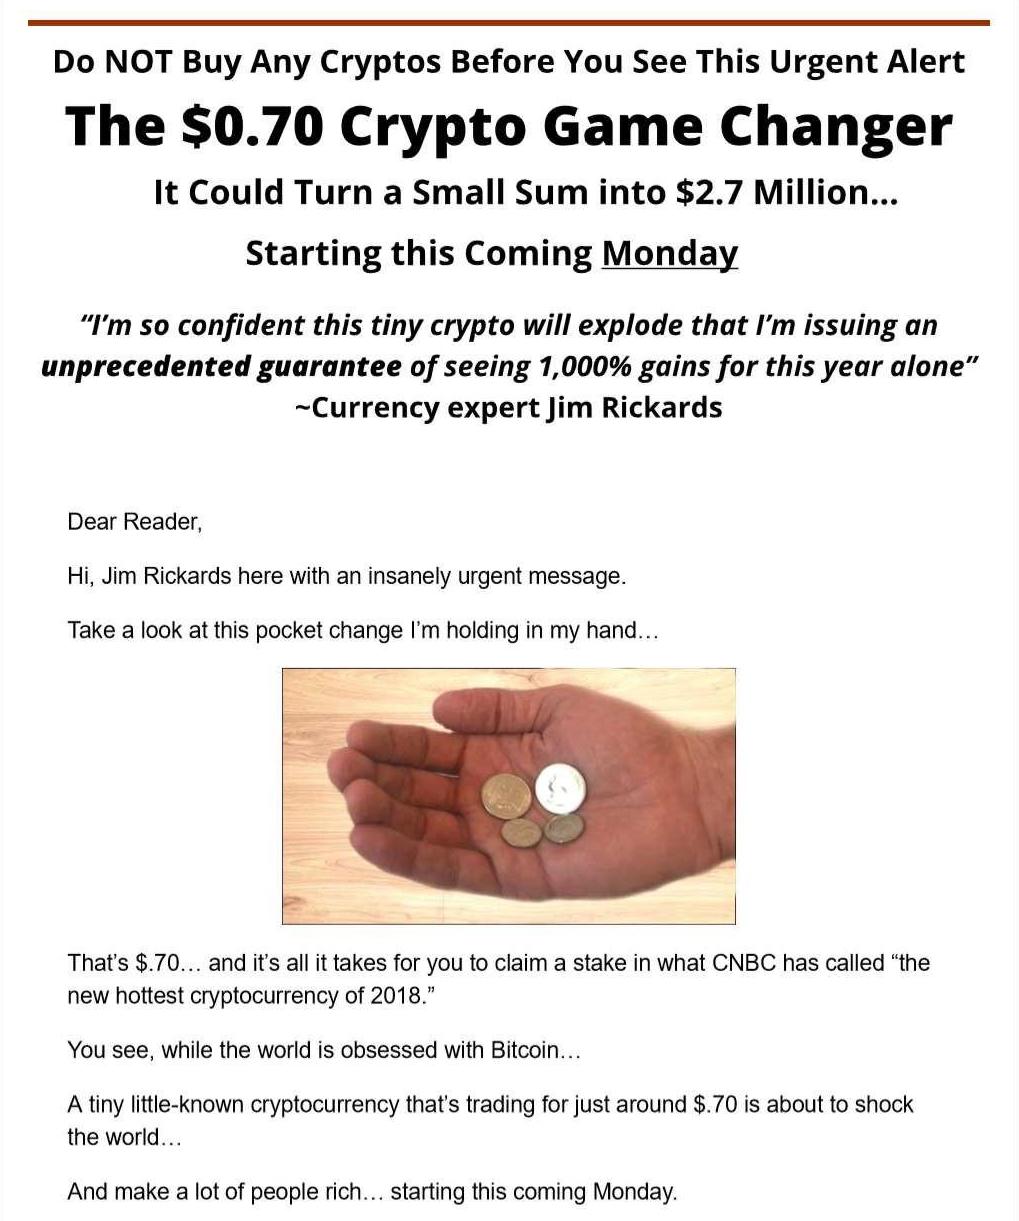 Do NOT Buy Any Cryptos Before You See This Urgent Alert
The $0.70 Crypto Game Changer
It Could Turn a Small Sum into $2.7 Million...
Starting this Coming Monday
“I’m so confident this tiny crypto will explode that I’m issuing an
unprecedented guarantee of seeing 1,000% gains for this year alone”
~Currency expert Jim Rickards
Dear Reader,
Hi, Jim Rickards here with an insanely urgent message.
Take a look at this pocket change I’m holding in my hand…
That’s $.70… and it’s all it takes for you to claim a stake in what CNBC has called “the
new hottest cryptocurrency of 2018.”
You see, while the world is obsessed with Bitcoin…
A tiny little-known cryptocurrency that’s trading for just around $.70 is about to shock
the world…
And make a lot of people rich… starting this coming Monday.